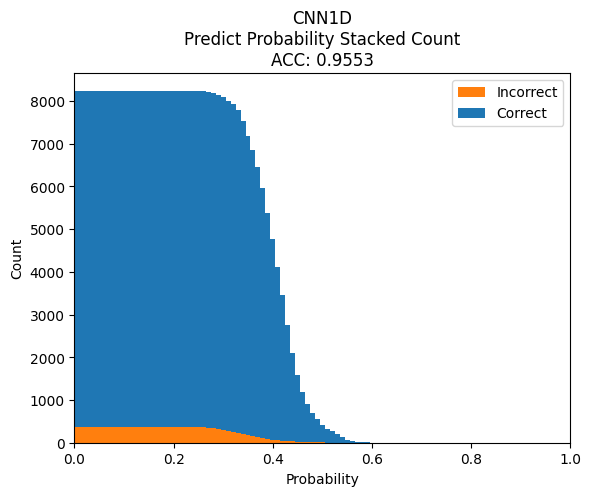 CNN1D
Predict Probability Stacked Count
ACC: 0.9553
Incorrect
Correct
Count
8000
7000
6000
5000
4000
3000
2000
1000
0
0.0 0.2 0.4 0.6 0.8 1.0
Probability